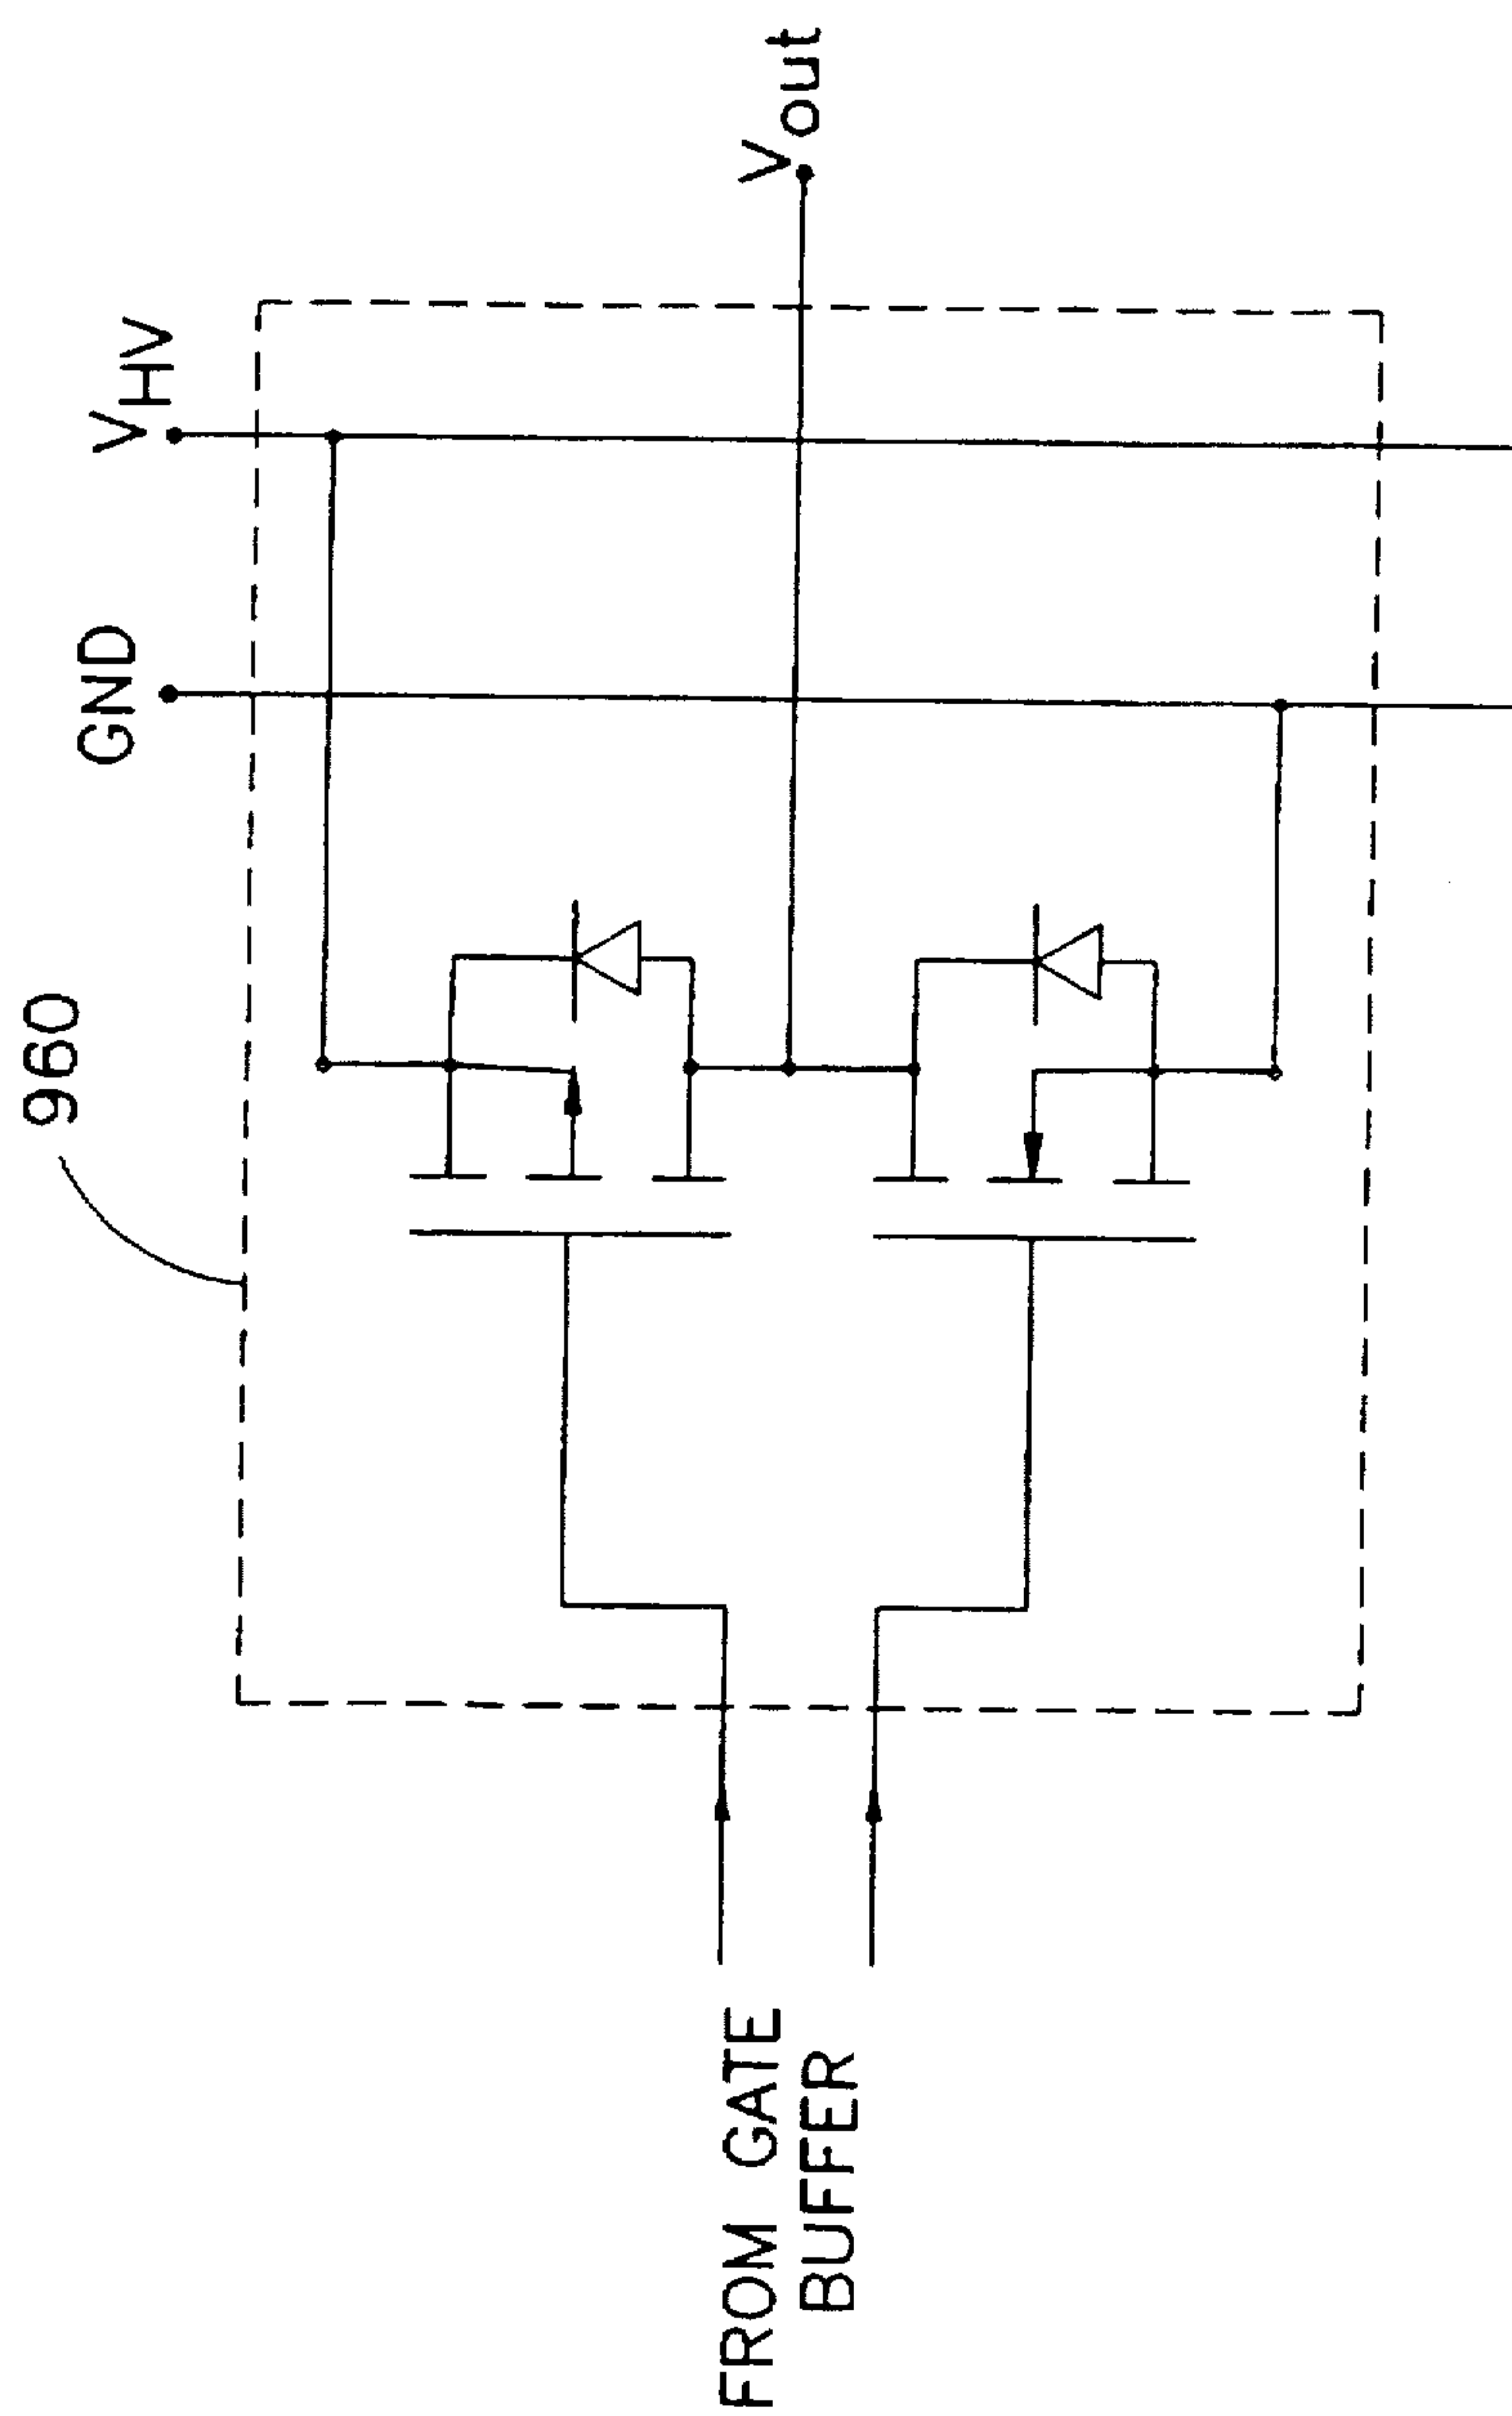 960
GND
VHV
Vout
FROM GATE
BUFFER